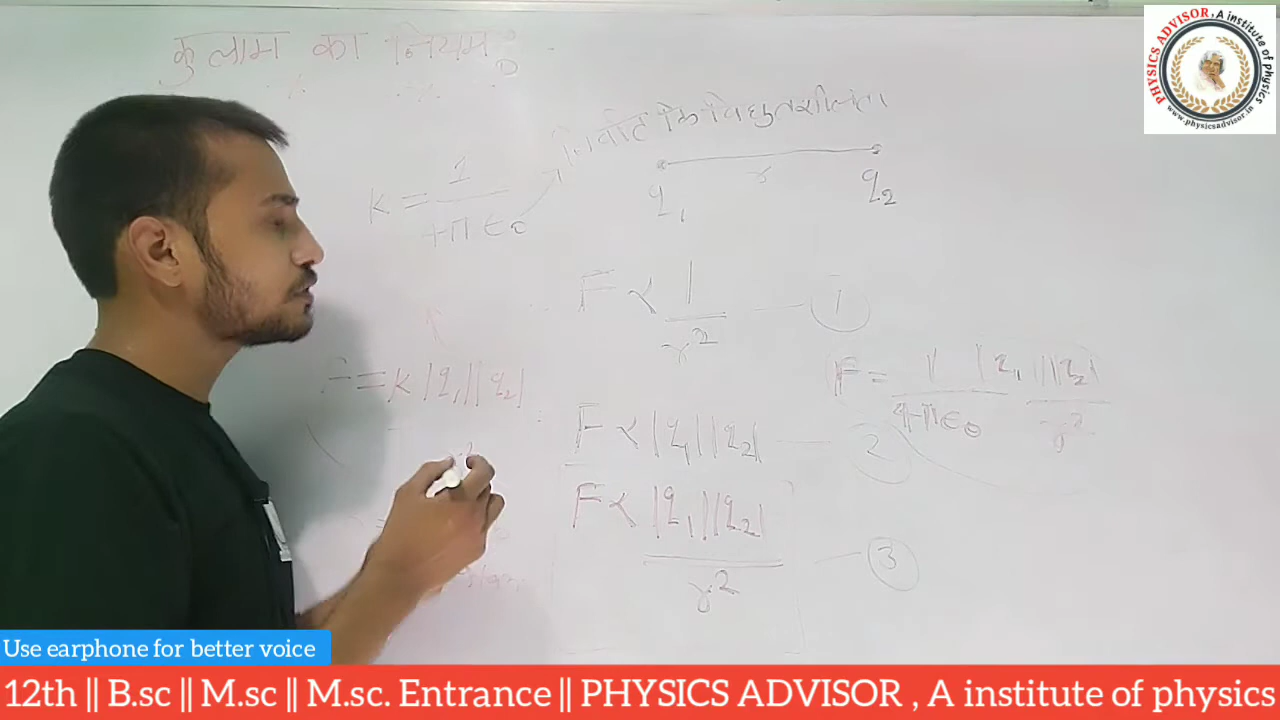 कुलाम का नियम :
निर्वात कि विद्युतशीलता
K = 1 / 4π ε₀
r
q₁ q₂
F ∝ 1 / r² — ①
F = K |q₁||q₂|
F ∝ |q₁||q₂| — ②
F = 1 / 4πε₀ |q₁||q₂| / r²
F ∝ |q₁||q₂| / r² — ③
PHYSICS ADVISOR, A institute of physics
www.physicsadvisor.in
Use earphone for better voice
12th || B.sc || M.sc || M.sc. Entrance || PHYSICS ADVISOR , A institute of physics